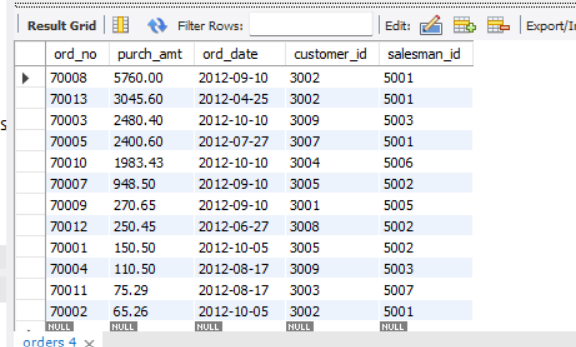 Result Grid Filter Rows: Edit: Export/I
ord_no purch_amt ord_date customer_id salesman_id
70008 5760.00 2012-09-10 3002 5001
70013 3045.60 2012-04-25 3002 5001
70003 2480.40 2012-10-10 3009 5003
70005 2400.60 2012-07-27 3007 5001
70010 1983.43 2012-10-10 3004 5006
70007 948.50 2012-09-10 3005 5002
70009 270.65 2012-09-10 3001 5005
70012 250.45 2012-06-27 3008 5002
70001 150.50 2012-10-05 3005 5002
70004 110.50 2012-08-17 3009 5003
70011 75.29 2012-08-17 3003 5007
70002 65.26 2012-10-05 3002 5001
NULL NULL NULL NULL NULL
orders 4